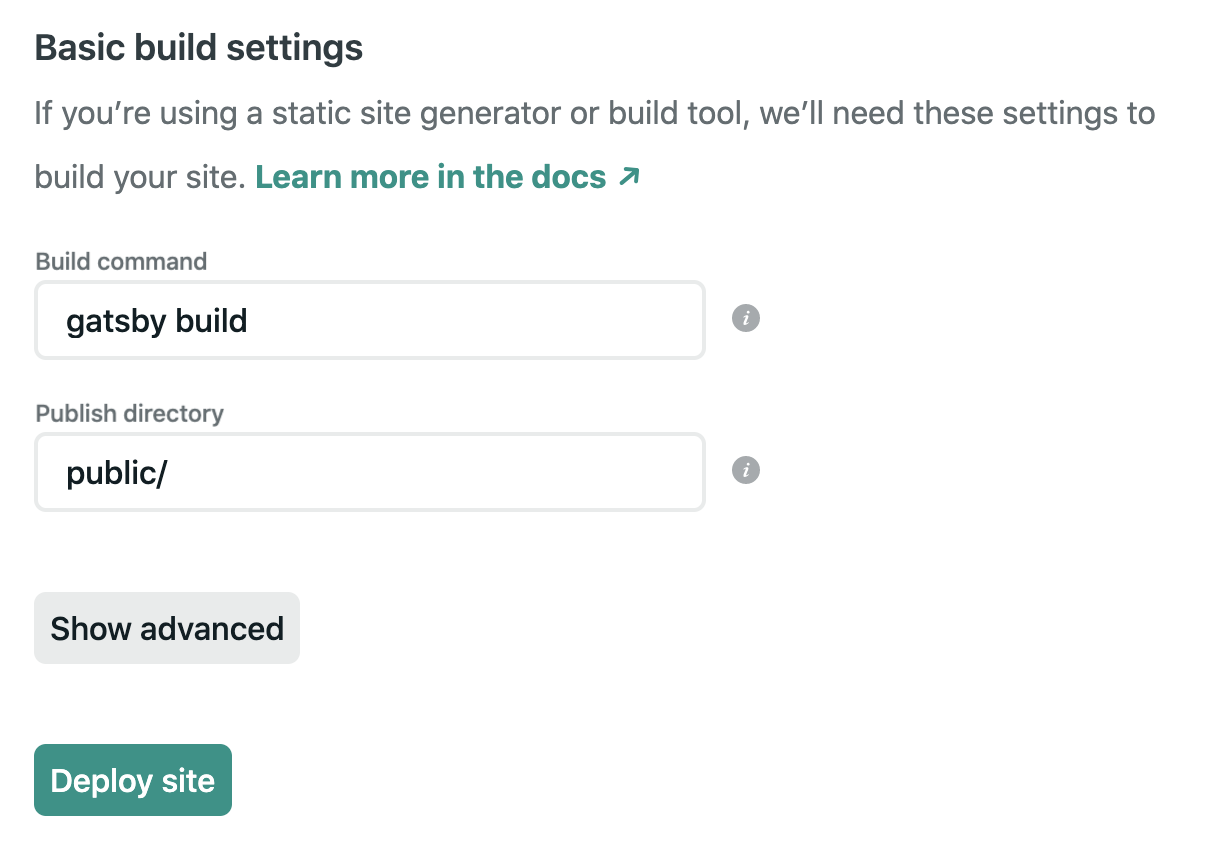 Basic build settings
If you’re using a static site generator or build tool, we’ll need these settings to
build your site. Learn more in the docs ↗
Build command
gatsby build
i
Publish directory
public/
i
Show advanced
Deploy site